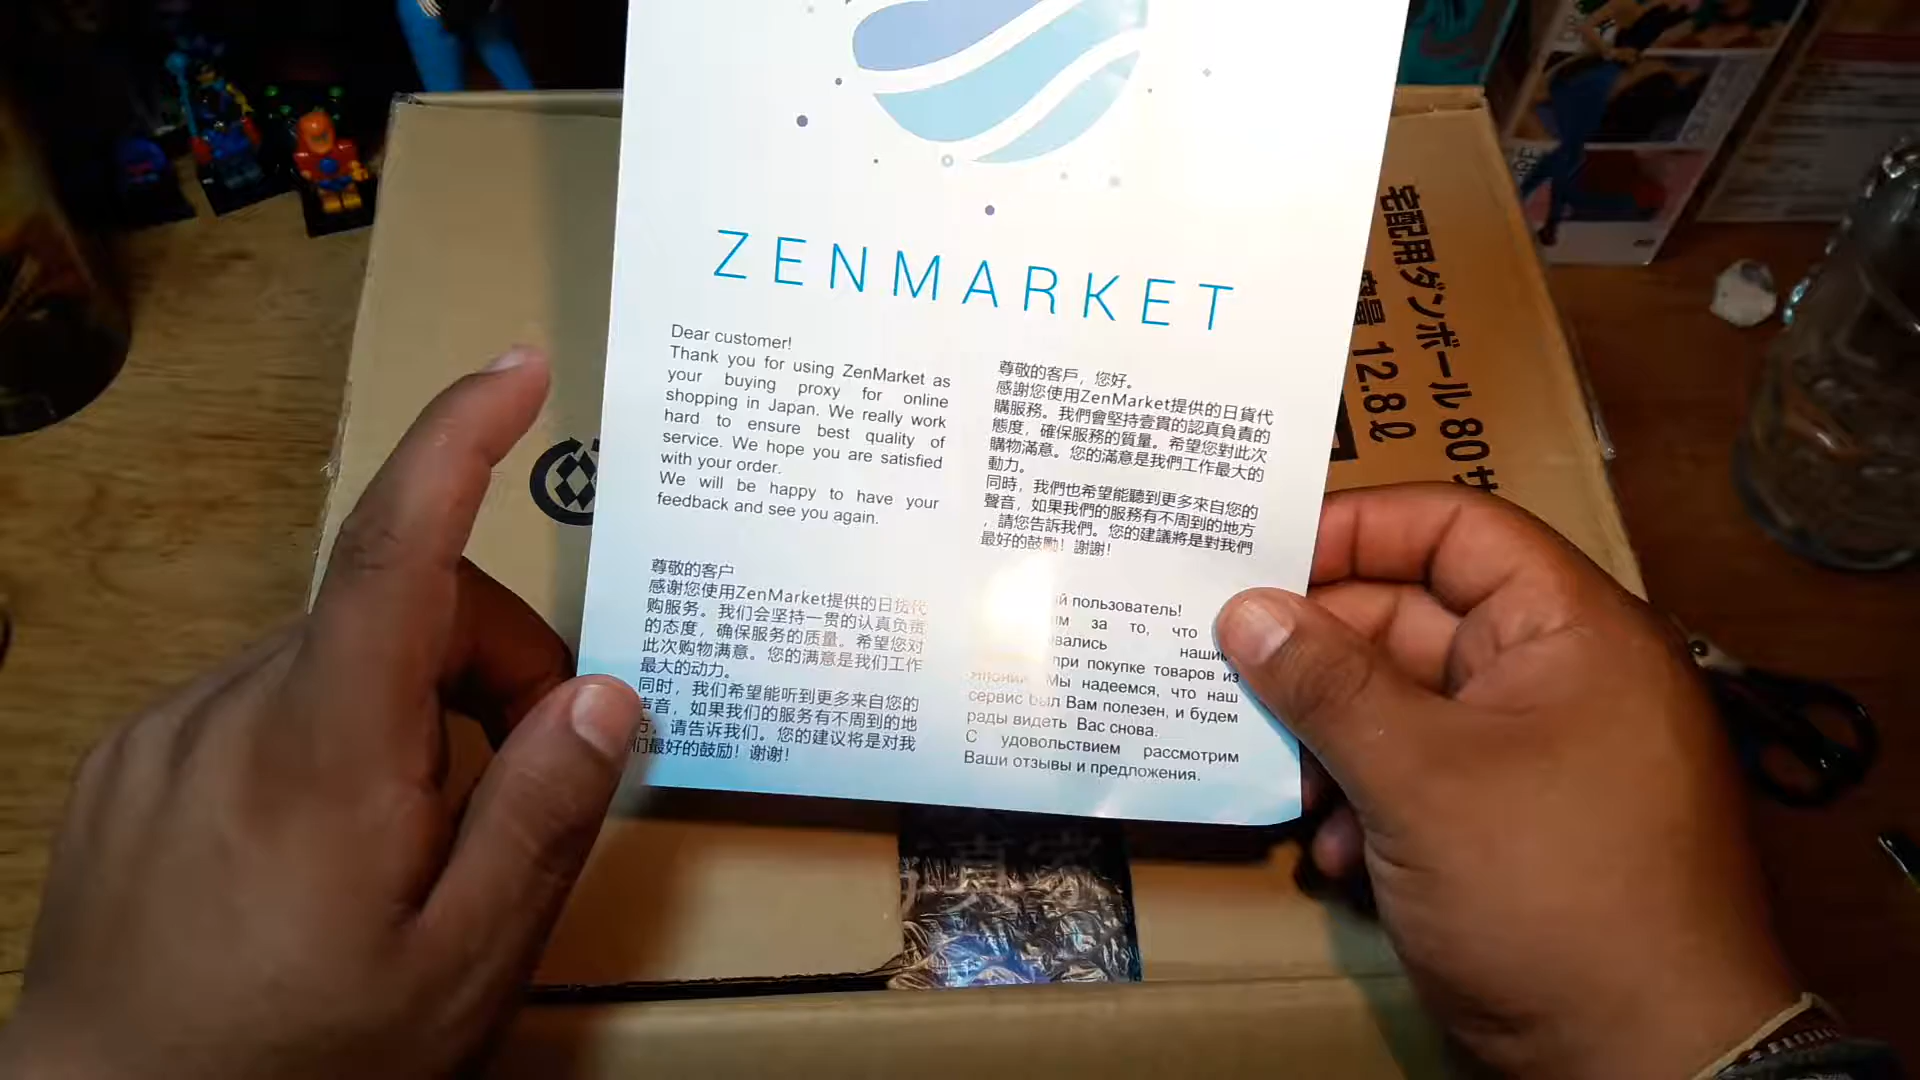 ZENMARKET
Dear customer!
Thank you for using ZenMarket as
your buying proxy for online
shopping in Japan. We really work
hard to ensure best quality of
service. We hope you are satisfied
with your order.
We will be happy to have your
feedback and see you again.
尊敬的客戶，您好。
感謝您使用ZenMarket提供的日貨代
購服務。我們會堅持壹貫的認真負責的
態度，確保服務的質量。希望您對此次
購物滿意。您的滿意是我們工作最大的
動力。
同時，我們也希望能聽到更多來自您的
聲音，如果我們的服務有不周到的地方
，請您告訴我們。您的建議將是對我們
最好的鼓勵！謝謝！
尊敬的客户
感谢您使用ZenMarket提供的日货代
购服务。我们会坚持一贯的认真负责
的态度，确保服务的质量。希望您对
此次购物满意。您的满意是我们工作
最大的动力。
同时，我们希望能听到更多来自您的
声音，如果我们的服务有不周到的地
方，请告诉我们。您的建议将是对我
们最好的鼓励！谢谢！
пользователь!
за то, что
при покупке товаров из
Мы надеемся, что наш
сервис был Вам полезен, и будем
рады видеть Вас снова.
С удовольствием рассмотрим
Ваши отзывы и предложения.
宅配用ダンボール 80 サ
容量 12.8ℓ